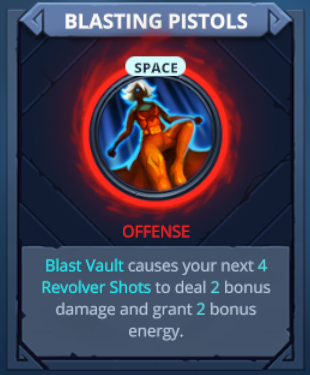 BLASTING PISTOLS
SPACE
OFFENSE
Blast Vault causes your next 4
Revolver Shots to deal 2 bonus
damage and grant 2 bonus
energy.